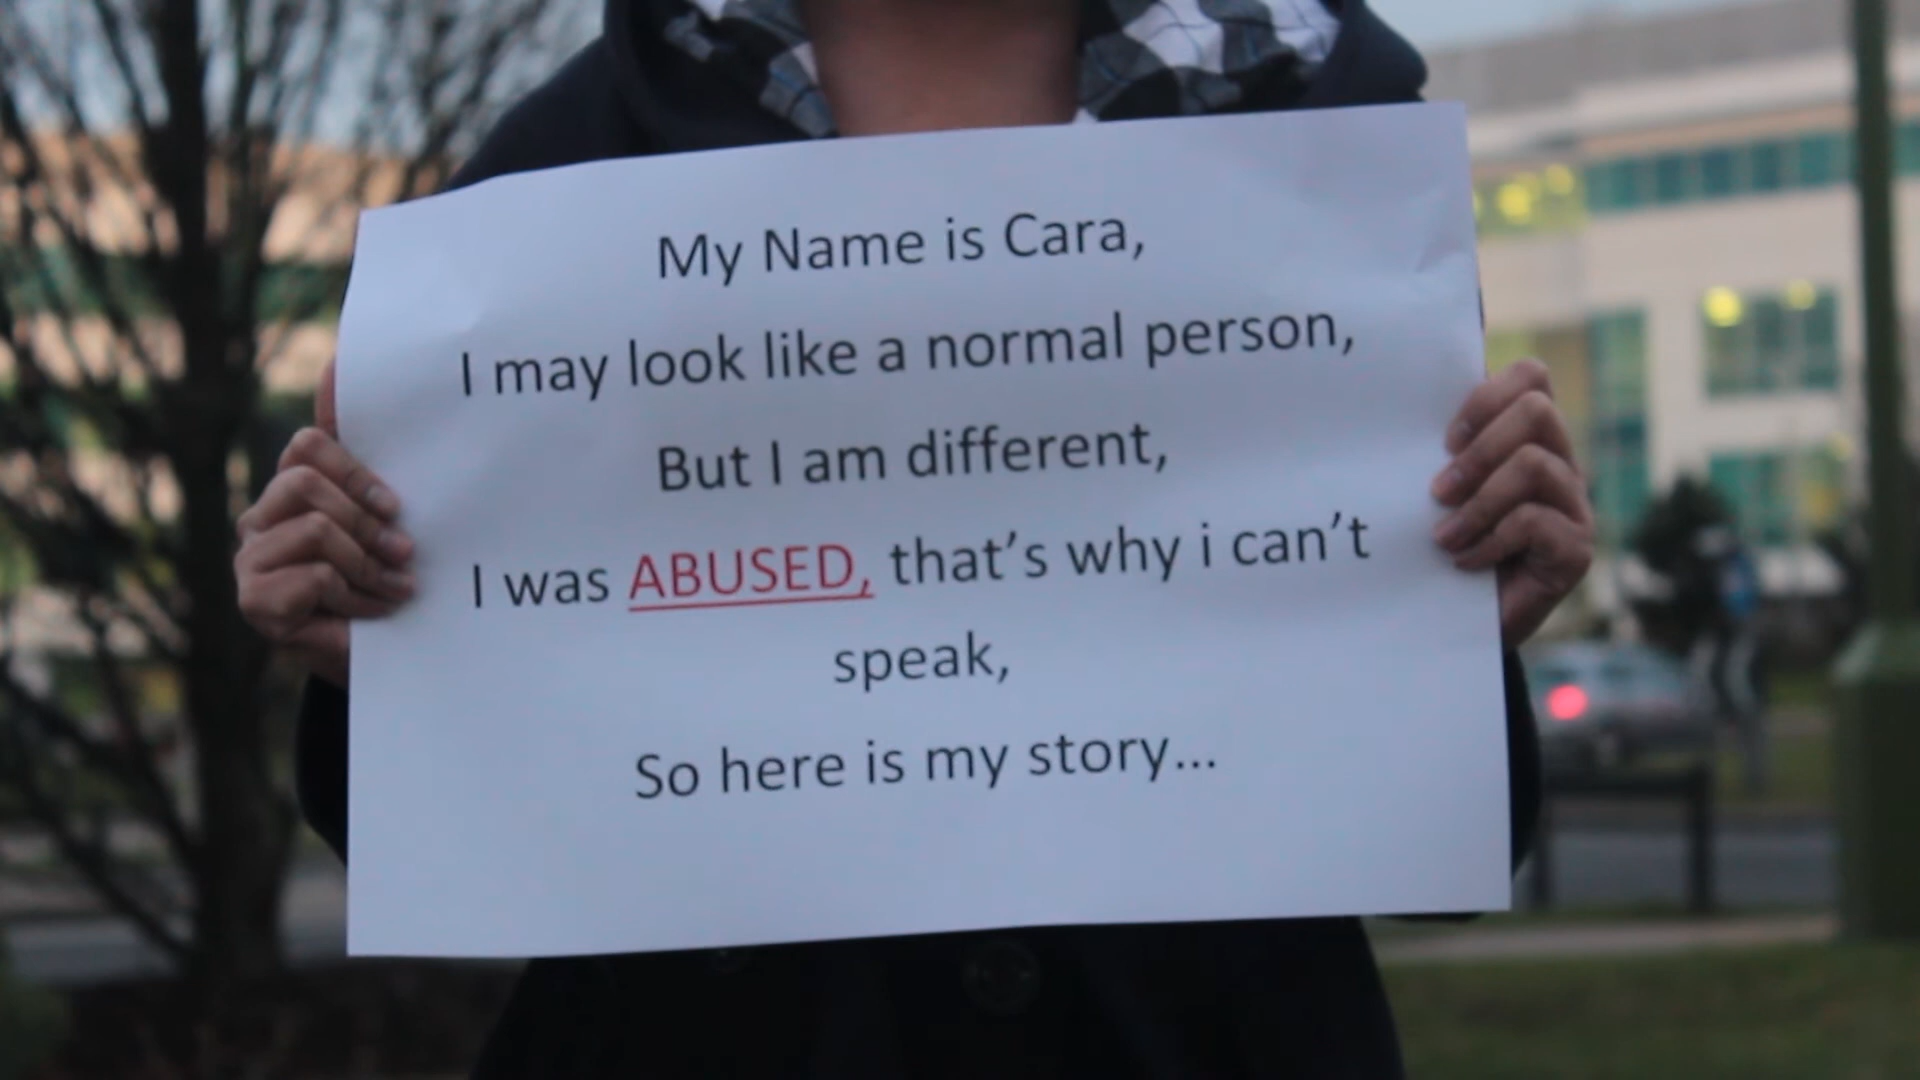 My Name is Cara,
I may look like a normal person,
But I am different,
I was ABUSED, that's why i can't
speak,
So here is my story...